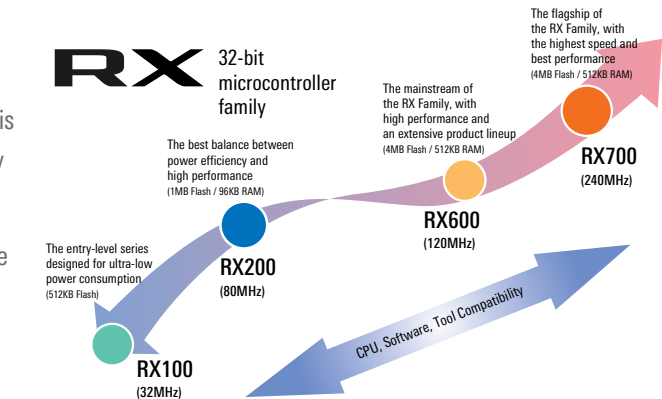 RX
32-bit
microcontroller
family
The flagship of
the RX Family, with
the highest speed and
best performance
(4MB Flash / 512KB RAM)
RX700
(240MHz)
The mainstream of
the RX Family, with
high performance and
an extensive product lineup
(4MB Flash / 512KB RAM)
RX600
(120MHz)
The best balance between
power efficiency and
high performance
(1MB Flash / 96KB RAM)
RX200
(80MHz)
The entry-level series
designed for ultra-low
power consumption
(512KB Flash)
RX100
(32MHz)
CPU, Software, Tool Compatibility
is
y
e